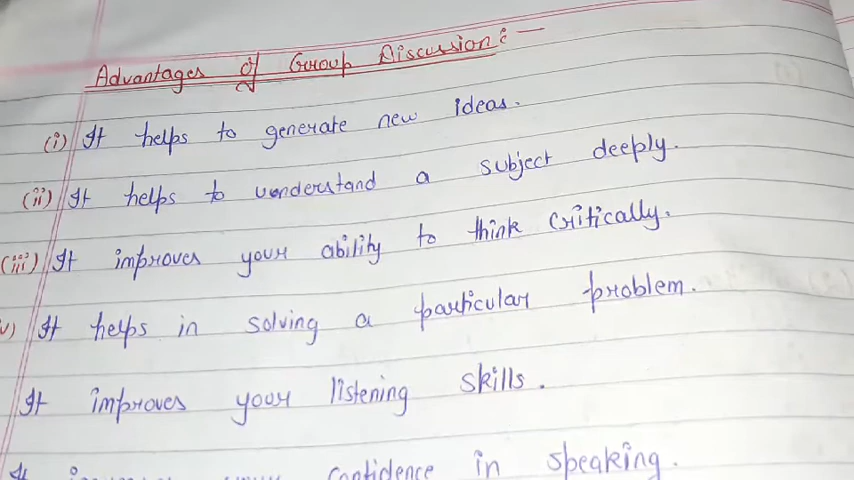 Advantages of Group Discussion:-
(i) It helps to generate new ideas.
(ii) It helps to understand a subject deeply.
(iii) It improves your ability to think critically.
v) It helps in solving a particular problem.
It improves your listening skills.
It confidence in speaking.